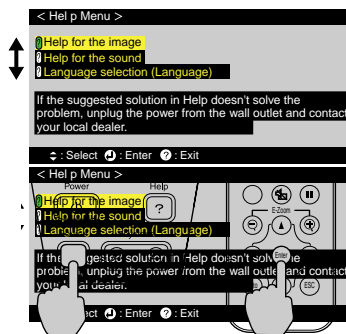 < Help Menu >
Help for the image
Help for the sound
Language selection (Language)
If the suggested solution in Help doesn't solve the
problem, unplug the power from the wall outlet and contact
your local dealer.
: Select : Enter ? : Exit
< Help Menu >
Power Help
Help for the image
?
Help for the sound
Language selection (Language)
E-Zoom
If the suggested solution in Help doesn't solve the
Enter
problem, unplug the power from the wall outlet and contact
your local dealer.
ESC
: Enter ? : Exit